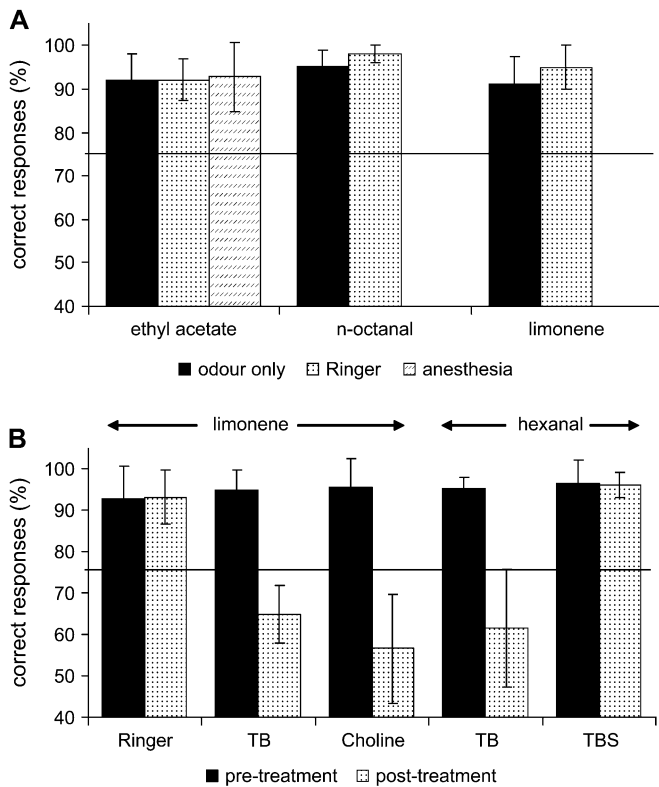 A
correct responses (%)
100
90
80
70
60
50
40
ethyl acetate n-octanal limonene
odour only Ringer anesthesia
limonene hexanal
B
correct responses (%)
100
90
80
70
60
50
40
Ringer TB Choline TB TBS
pre-treatment post-treatment